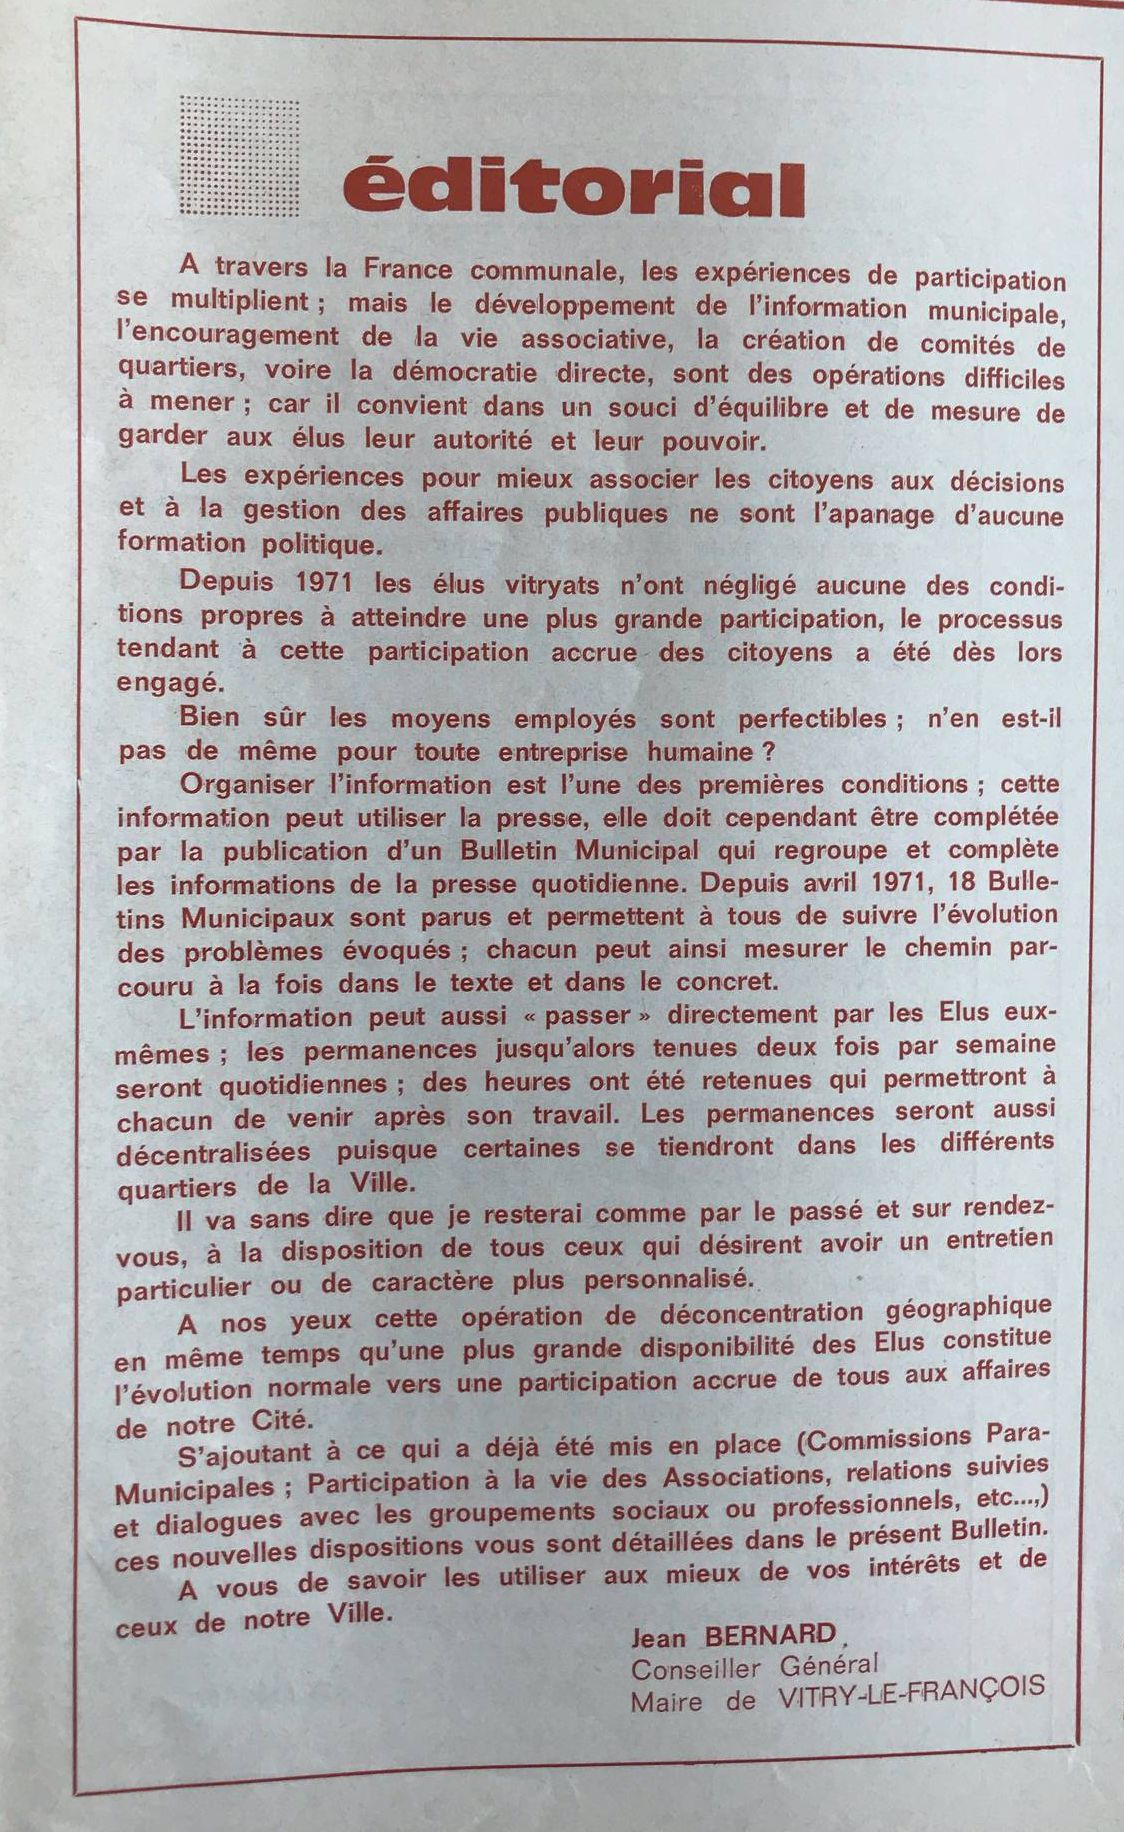 éditorial
A travers la France communale, les expériences de participation
se multiplient ; mais le développement de l'information municipale,
l'encouragement de la vie associative, la création de comités de
quartiers, voire la démocratie directe, sont des opérations difficiles
à mener ; car il convient dans un souci d'équilibre et de mesure de
garder aux élus leur autorité et leur pouvoir.
Les expériences pour mieux associer les citoyens aux décisions
et à la gestion des affaires publiques ne sont l'apanage d'aucune
formation politique.
Depuis 1971 les élus vitryats n'ont négligé aucune des condi-
tions propres à atteindre une plus grande participation, le processus
tendant à cette participation accrue des citoyens a été dès lors
engagé.
Bien sûr les moyens employés sont perfectibles ; n'en est-il
pas de même pour toute entreprise humaine ?
Organiser l'information est l'une des premières conditions ; cette
information peut utiliser la presse, elle doit cependant être complétée
par la publication d'un Bulletin Municipal qui regroupe et complète
les informations de la presse quotidienne. Depuis avril 1971, 18 Bulle-
tins Municipaux sont parus et permettent à tous de suivre l'évolution
des problèmes évoqués ; chacun peut ainsi mesurer le chemin par-
couru à la fois dans le texte et dans le concret.
L'information peut aussi « passer » directement par les Elus eux-
mêmes ; les permanences jusqu'alors tenues deux fois par semaine
seront quotidiennes ; des heures ont été retenues qui permettront à
chacun de venir après son travail. Les permanences seront aussi
décentralisées puisque certaines se tiendront dans les différents
quartiers de la Ville.
Il va sans dire que je resterai comme par le passé et sur rendez-
vous, à la disposition de tous ceux qui désirent avoir un entretien
particulier ou de caractère plus personnalisé.
A nos yeux cette opération de déconcentration géographique
en même temps qu'une plus grande disponibilité des Elus constitue
l'évolution normale vers une participation accrue de tous aux affaires
de notre Cité.
S'ajoutant à ce qui a déjà été mis en place (Commissions Para-
Municipales ; Participation à la vie des Associations, relations suivies
et dialogues avec les groupements sociaux ou professionnels, etc...,)
ces nouvelles dispositions vous sont détaillées dans le présent Bulletin.
A vous de savoir les utiliser aux mieux de vos intérêts et de
ceux de notre Ville.
Jean BERNARD,
Conseiller Général
Maire de VITRY-LE-FRANÇOIS